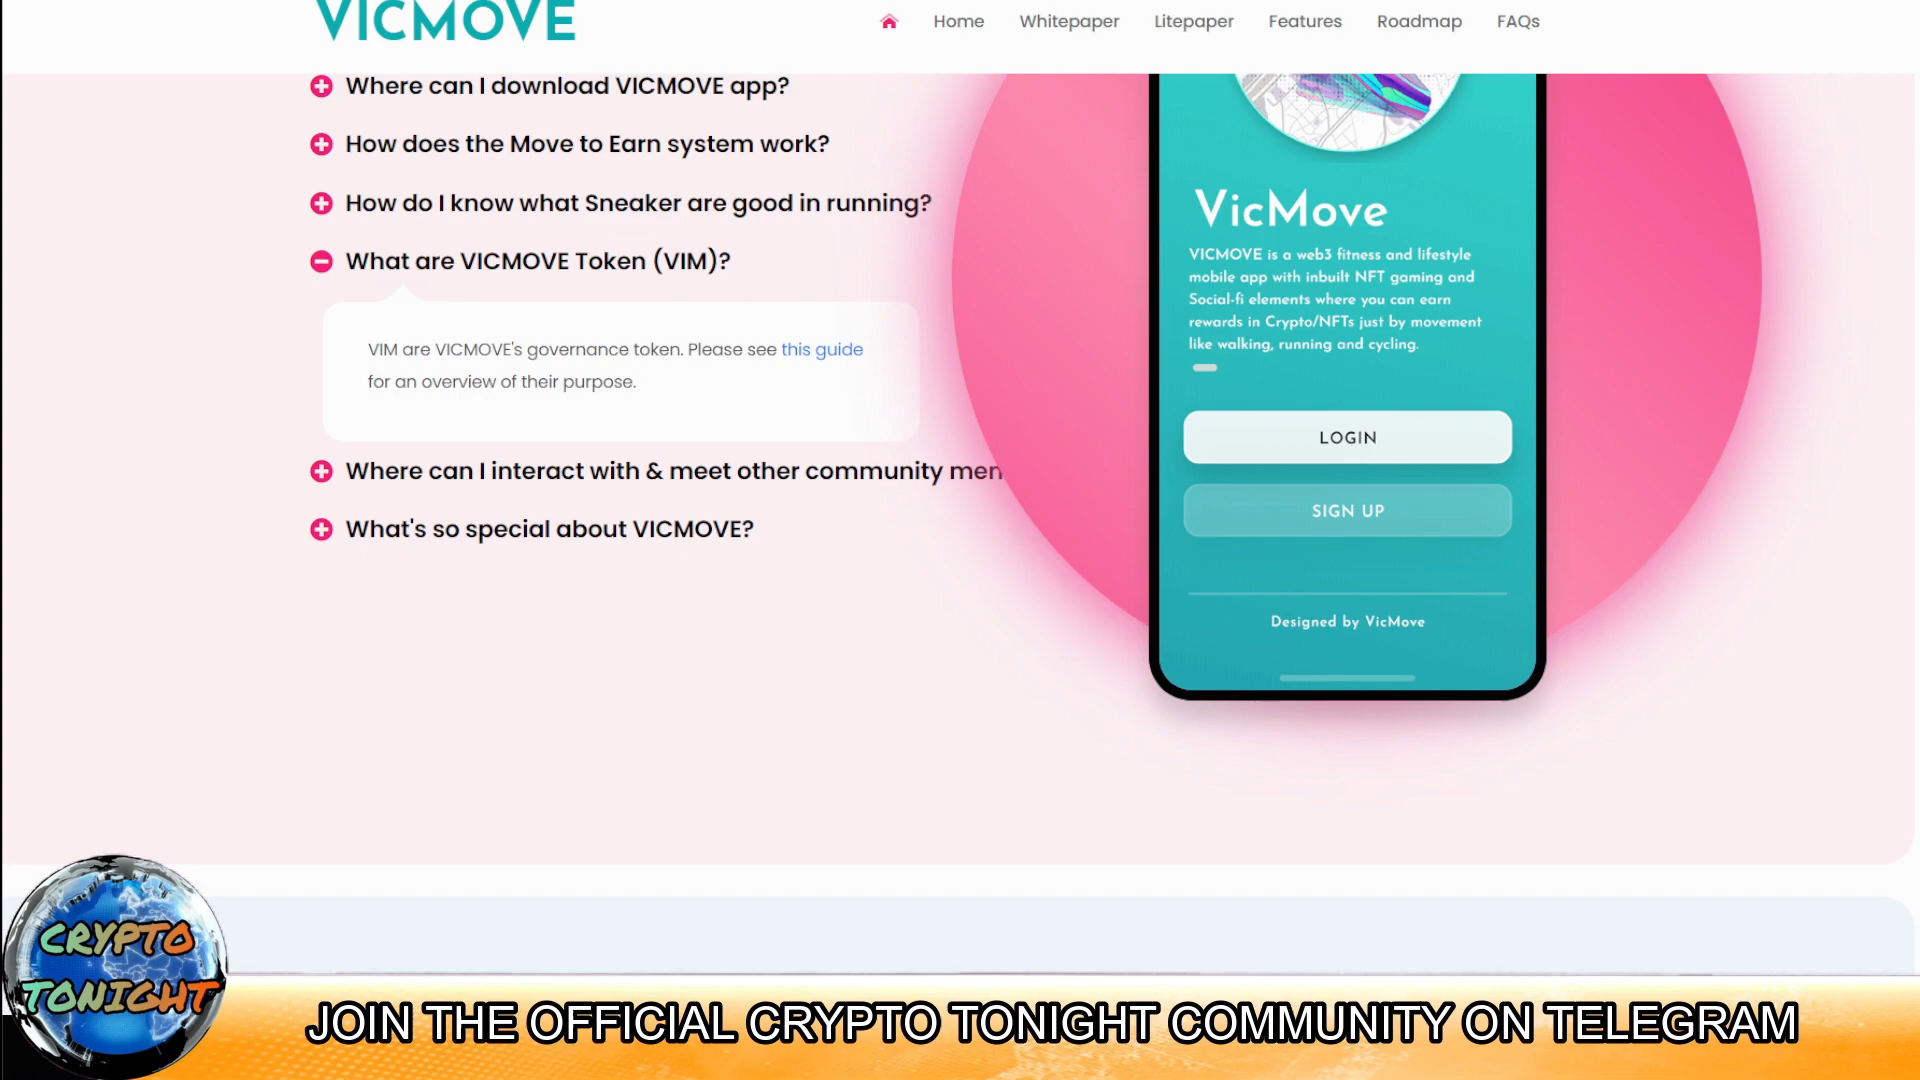 VICMOVE
Home Whitepaper Litepaper Features Roadmap FAQs
Where can I download VICMOVE app?
How does the Move to Earn system work?
How do I know what Sneaker are good in running?
What are VICMOVE Token (VIM)?
VIM are VICMOVE's governance token. Please see this guide
for an overview of their purpose.
Where can I interact with & meet other community
What's so special about VICMOVE?
VicMove
VICMOVE is a web3 fitness and lifestyle
mobile app with inbuilt NFT gaming and
Social-fi elements where you can earn
rewards in Crypto/NFTs just by movement
like walking, running and cycling.
LOGIN
SIGN UP
Designed by VicMove
CRYPTO
TONIGHT
JOIN THE OFFICIAL CRYPTO TONIGHT COMMUNITY ON TELEGRAM